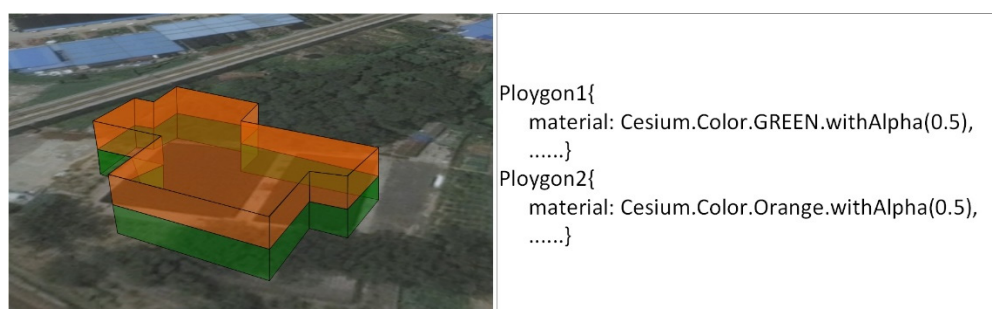 Ploygon1{
material: Cesium.Color.GREEN.withAlpha(0.5),
......}
Ploygon2{
material: Cesium.Color.Orange.withAlpha(0.5),
......}